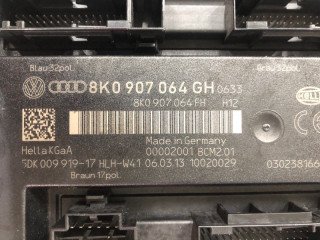 Blau 32pol.
Grau 32pol.
8K0 907 064 GH 0633
8K0 907 064 FH H12
Made in Germany
Hella KGaA
00002001 BCM2.01
5DK 009 919-17 HLH-W41 06.03.13 10020029
030238166
Braun 17pol.